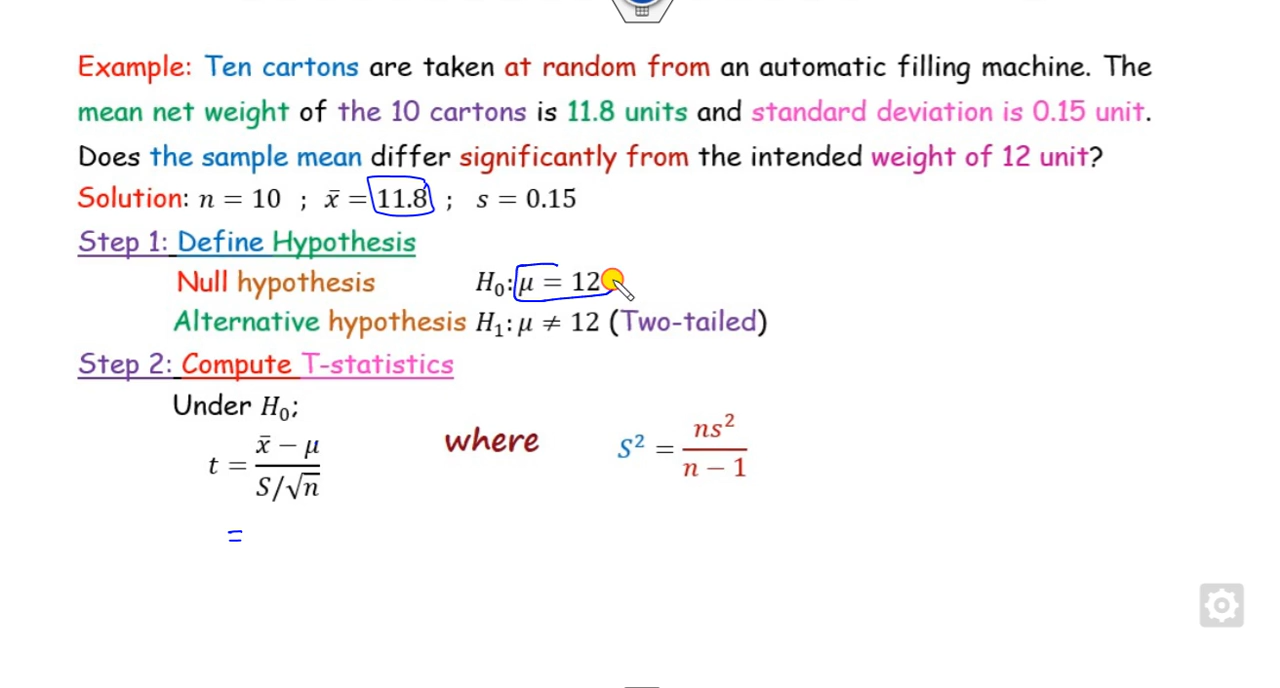 Example: Ten cartons are taken at random from an automatic filling machine. The
mean net weight of the 10 cartons is 11.8 units and standard deviation is 0.15 unit.
Does the sample mean differ significantly from the intended weight of 12 unit?
Solution: n = 10 ; x̄ = 11.8 ; s = 0.15
Step 1: Define Hypothesis
Null hypothesis H₀: μ = 12
Alternative hypothesis H₁: μ ≠ 12 (Two-tailed)
Step 2: Compute T-statistics
Under H₀;
t = (x̄ − μ) / (S/√n) where S² = ns² / (n − 1)
=